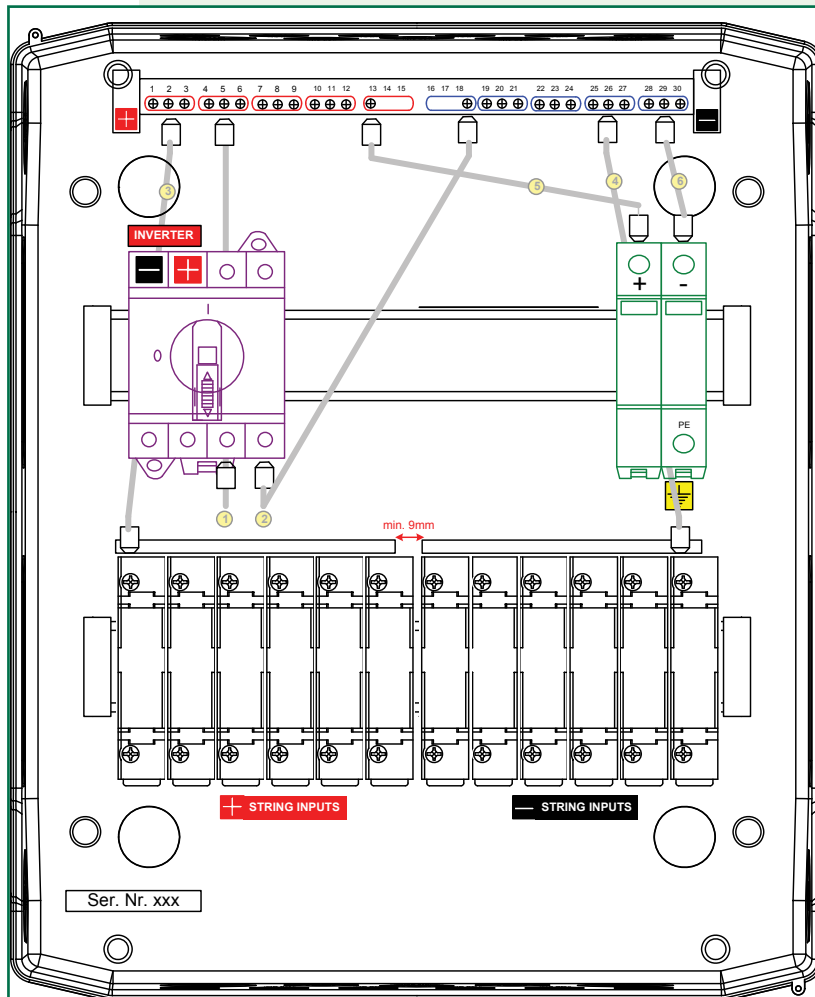 1 2 3 4 5 6 7 8 9 10 11 12 13 14 15 16 17 18 19 20 21 22 23 24 25 26 27 28 29 30
+ −
3 5 4 6
INVERTER
− +
+ -
I
O
PE
1 2
min. 9mm
+ STRING INPUTS
− STRING INPUTS
Ser. Nr. xxx